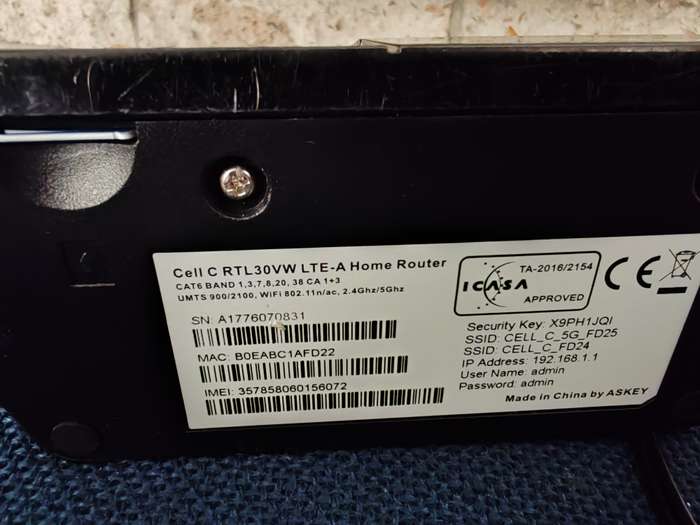 Cell C RTL30VW LTE-A Home Router
CAT6 BAND 1,3,7,8,20, 38 CA 1+3
UMTS 900/2100, WiFi 802.11n/ac, 2.4Ghz/5Ghz
SN: A1776070831
MAC: B0EABC1AFD22
IMEI: 357858060156072
ICASA
TA-2016/2154
APPROVED
Security Key: X9PH1JQI
SSID: CELL_C_5G_FD25
SSID: CELL_C_FD24
IP Address: 192.168.1.1
User Name: admin
Password: admin
Made in China by ASKEY